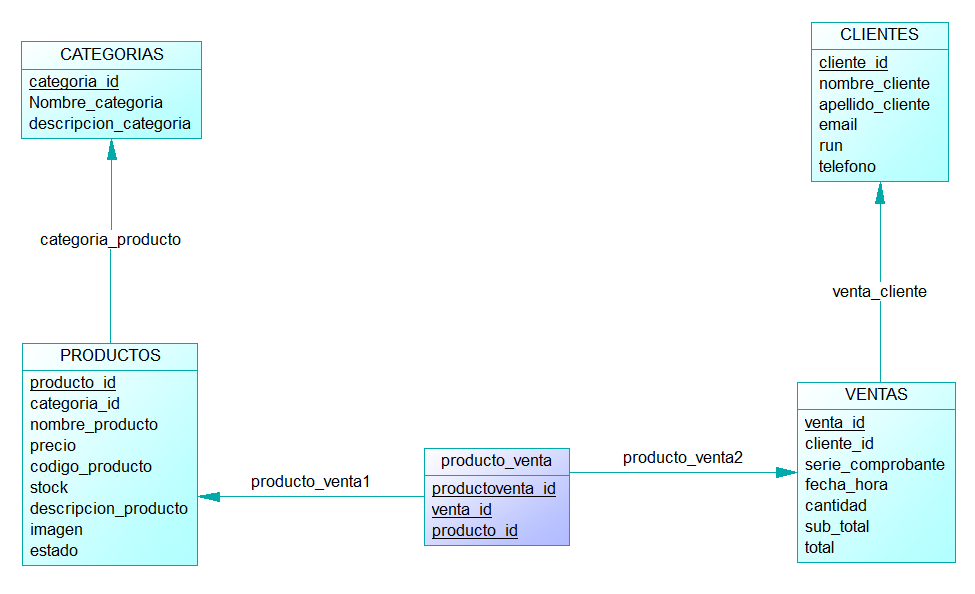 CATEGORIAS
categoria_id
Nombre_categoria
descripcion_categoria
CLIENTES
cliente_id
nombre_cliente
apellido_cliente
email
run
telefono
categoria_producto
venta_cliente
PRODUCTOS
producto_id
categoria_id
nombre_producto
precio
codigo_producto
stock
descripcion_producto
imagen
estado
producto_venta1
producto_venta
productoventa_id
venta_id
producto_id
producto_venta2
VENTAS
venta_id
cliente_id
serie_comprobante
fecha_hora
cantidad
sub_total
total